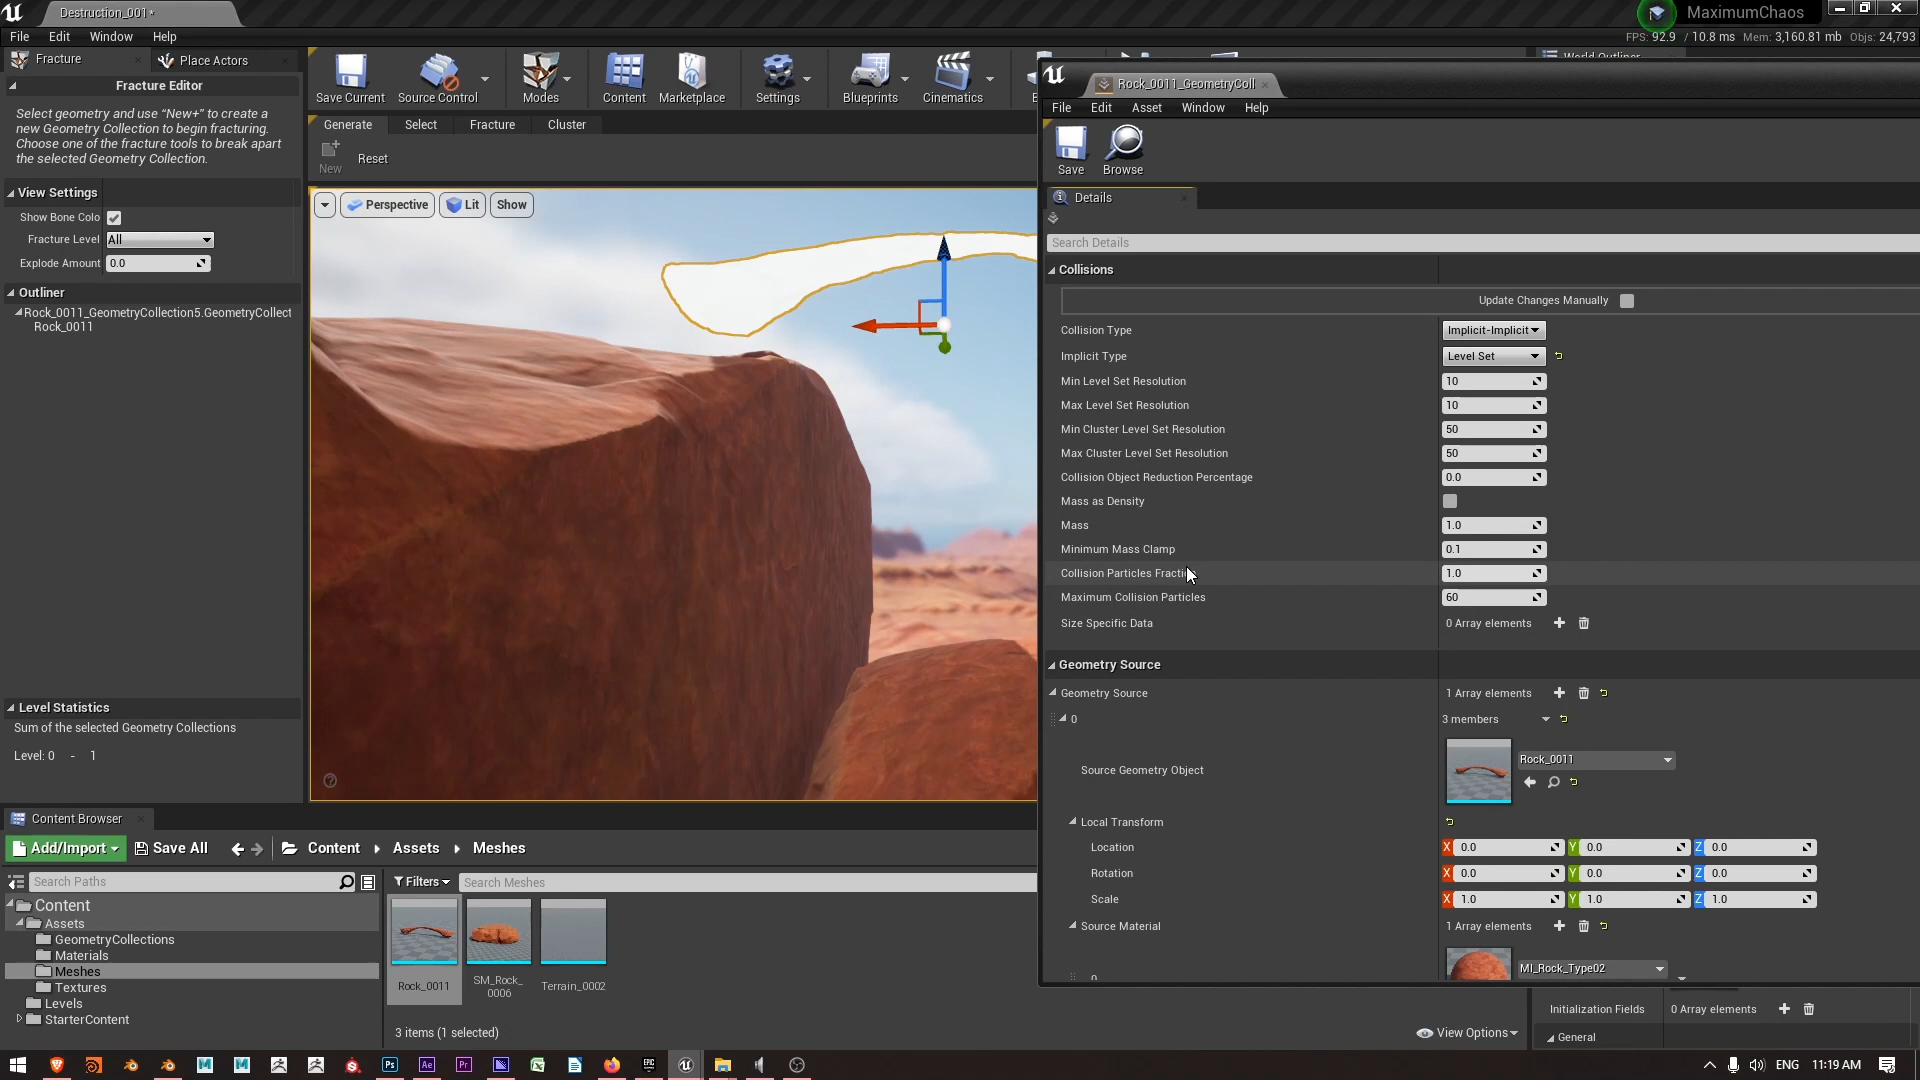 Destruction_001*
MaximumChaos
File Edit Window Help
FPS: 92.9 / 10.8 ms Mem: 3,160.81 mb Objs: 24,793
Fracture
Place Actors
Fracture Editor
Select geometry and use "New+" to create a
new Geometry Collection to begin fracturing.
Choose one of the fracture tools to break apart
the selected Geometry Collection.
View Settings
Show Bone Colo
Fracture Level All
Explode Amount 0.0
Outliner
Rock_0011_GeometryCollection5.GeometryCollect
Rock_0011
Level Statistics
Sum of the selected Geometry Collections
Level: 0 - 1
Save Current
Source Control
Modes
Content
Marketplace
Settings
Blueprints
Cinematics
Generate Select Fracture Cluster
New
Reset
Perspective
Lit
Show
World Outliner
Rock_0011_GeometryColl
File Edit Asset Window Help
Save
Browse
Details
Search Details
Collisions
Update Changes Manually
Collision Type Implicit-Implicit
Implicit Type Level Set
Min Level Set Resolution 10
Max Level Set Resolution 10
Min Cluster Level Set Resolution 50
Max Cluster Level Set Resolution 50
Collision Object Reduction Percentage 0.0
Mass as Density
Mass 1.0
Minimum Mass Clamp 0.1
Collision Particles Fracti 1.0
Maximum Collision Particles 60
Size Specific Data 0 Array elements
Geometry Source
Geometry Source 1 Array elements
0 3 members
Source Geometry Object Rock_0011
Local Transform
Location X 0.0 Y 0.0 Z 0.0
Rotation X 0.0 Y 0.0 Z 0.0
Scale X 1.0 Y 1.0 Z 1.0
Source Material 1 Array elements
0 MI_Rock_Type02
Initialization Fields 0 Array elements
General
Content Browser
Add/Import
Save All
Content Assets Meshes
Search Paths
Filters
Search Meshes
Content
Assets
GeometryCollections
Materials
Meshes
Textures
Levels
StarterContent
Rock_0011
SM_Rock_
0006
Terrain_0002
3 items (1 selected)
View Options
Ps
Ae
Pr
EPIC
ENG
11:19 AM